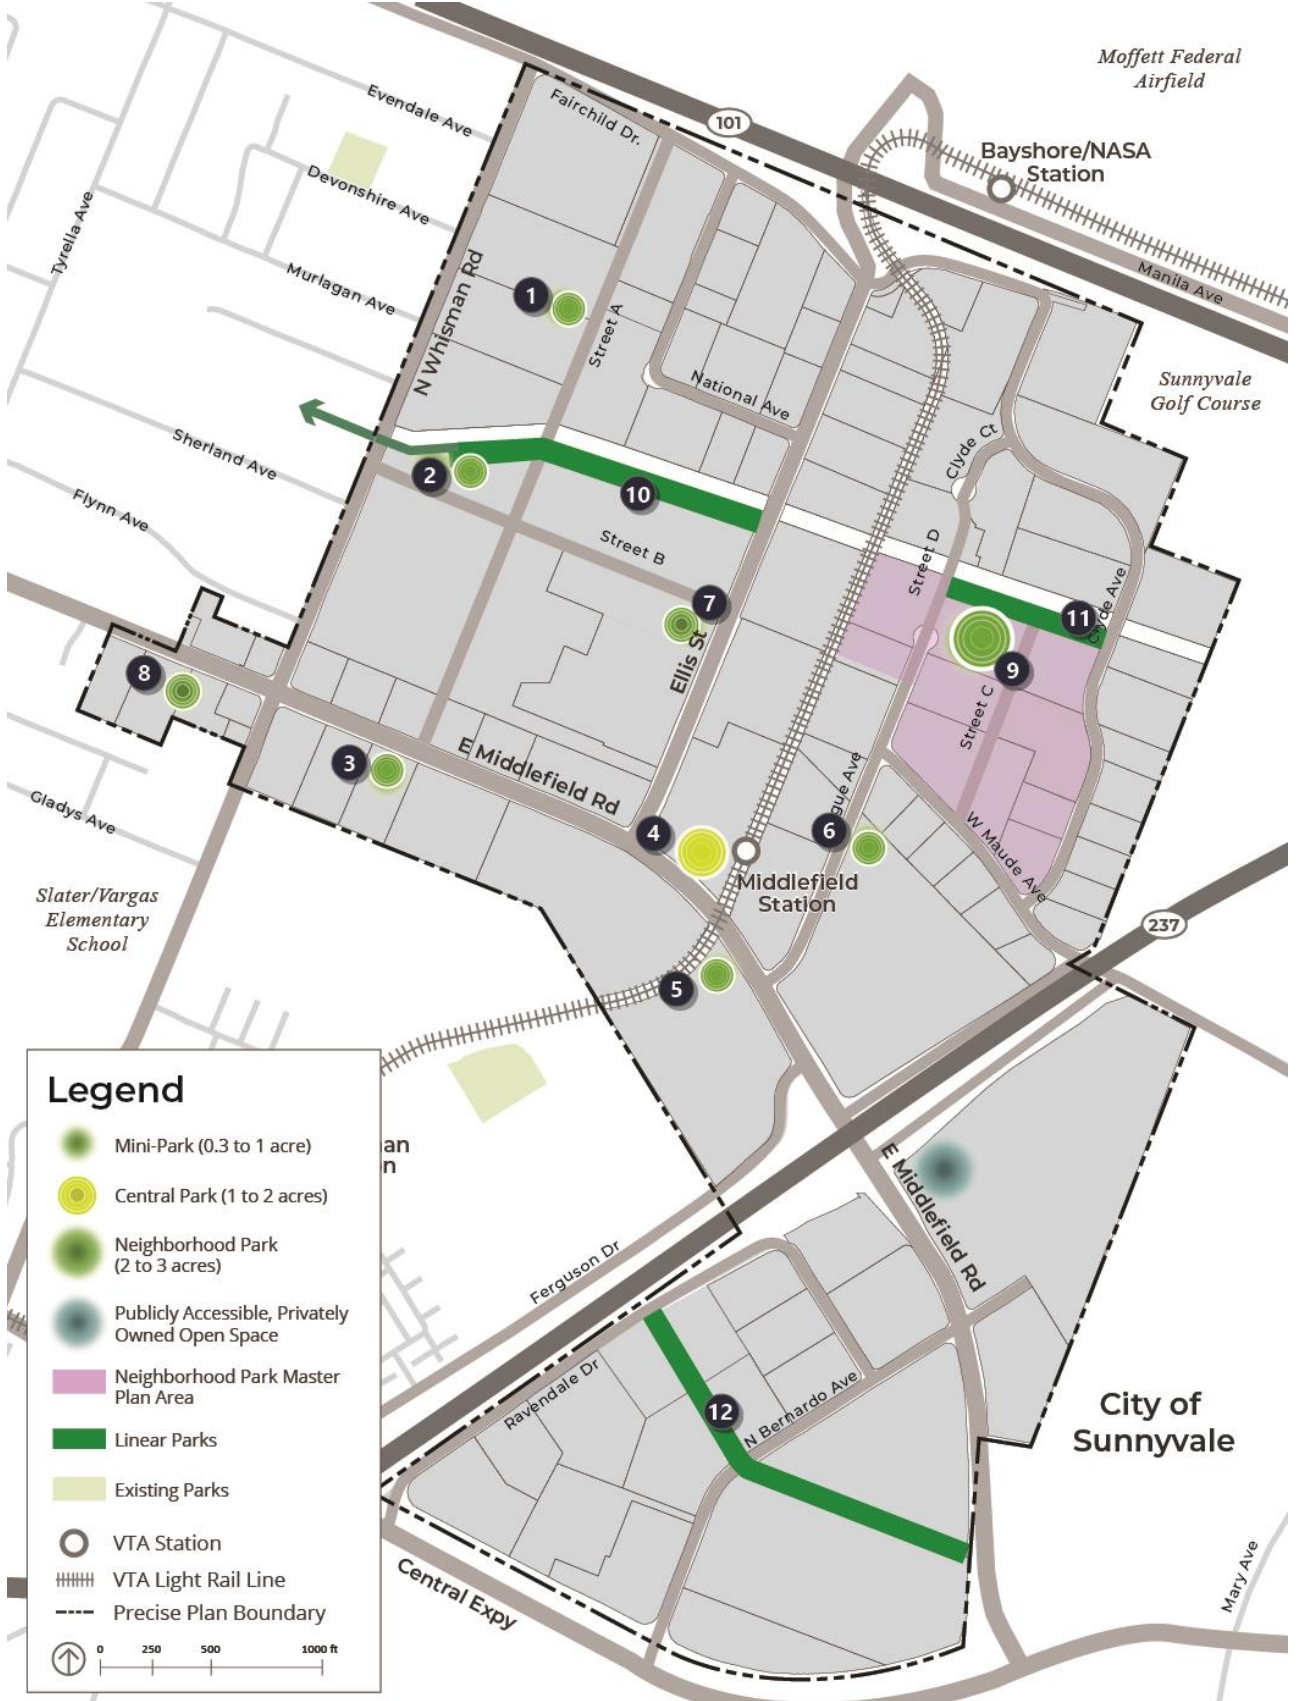 Moffett Federal
Airfield
Evendale Ave
Fairchild Dr.
101
Bayshore/NASA
Station
Devonshire Ave
Tyrella Ave
Manila Ave
Murlagan Ave
N Whisman Rd
1
Street A
National Ave
Sunnyvale
Golf Course
Sherland Ave
Clyde Ct
2
10
Flynn Ave
Street B
Street D
Clyde Ave
7
11
8
Ellis St
9
Street C
3
E Middlefield Rd
4
6
gue Ave
W Maude Ave
Gladys Ave
Middlefield
Station
Slater/Vargas
Elementary
School
237
5
Legend
Mini-Park (0.3 to 1 acre)
Central Park (1 to 2 acres)
Neighborhood Park
(2 to 3 acres)
Publicly Accessible, Privately
Owned Open Space
Neighborhood Park Master
Plan Area
Linear Parks
Existing Parks
VTA Station
VTA Light Rail Line
Precise Plan Boundary
0 250 500 1000 ft
an
n
E Middlefield Rd
Ferguson Dr
Ravendale Dr
12
N Bernardo Ave
City of
Sunnyvale
Central Expy
Mary Ave